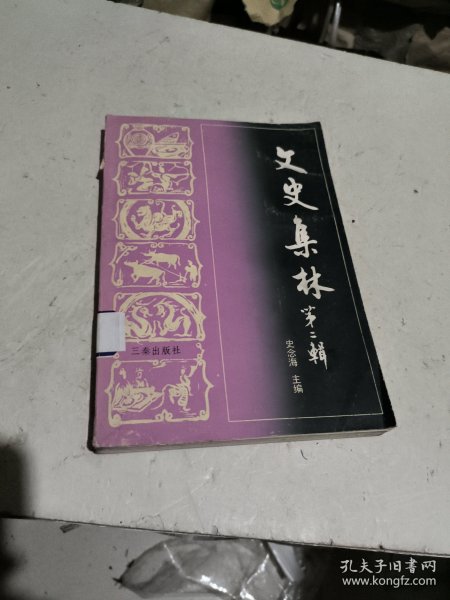 文史集林
第二辑
史念海 主编
三秦出版社
孔夫子旧书网
www.kongfz.com